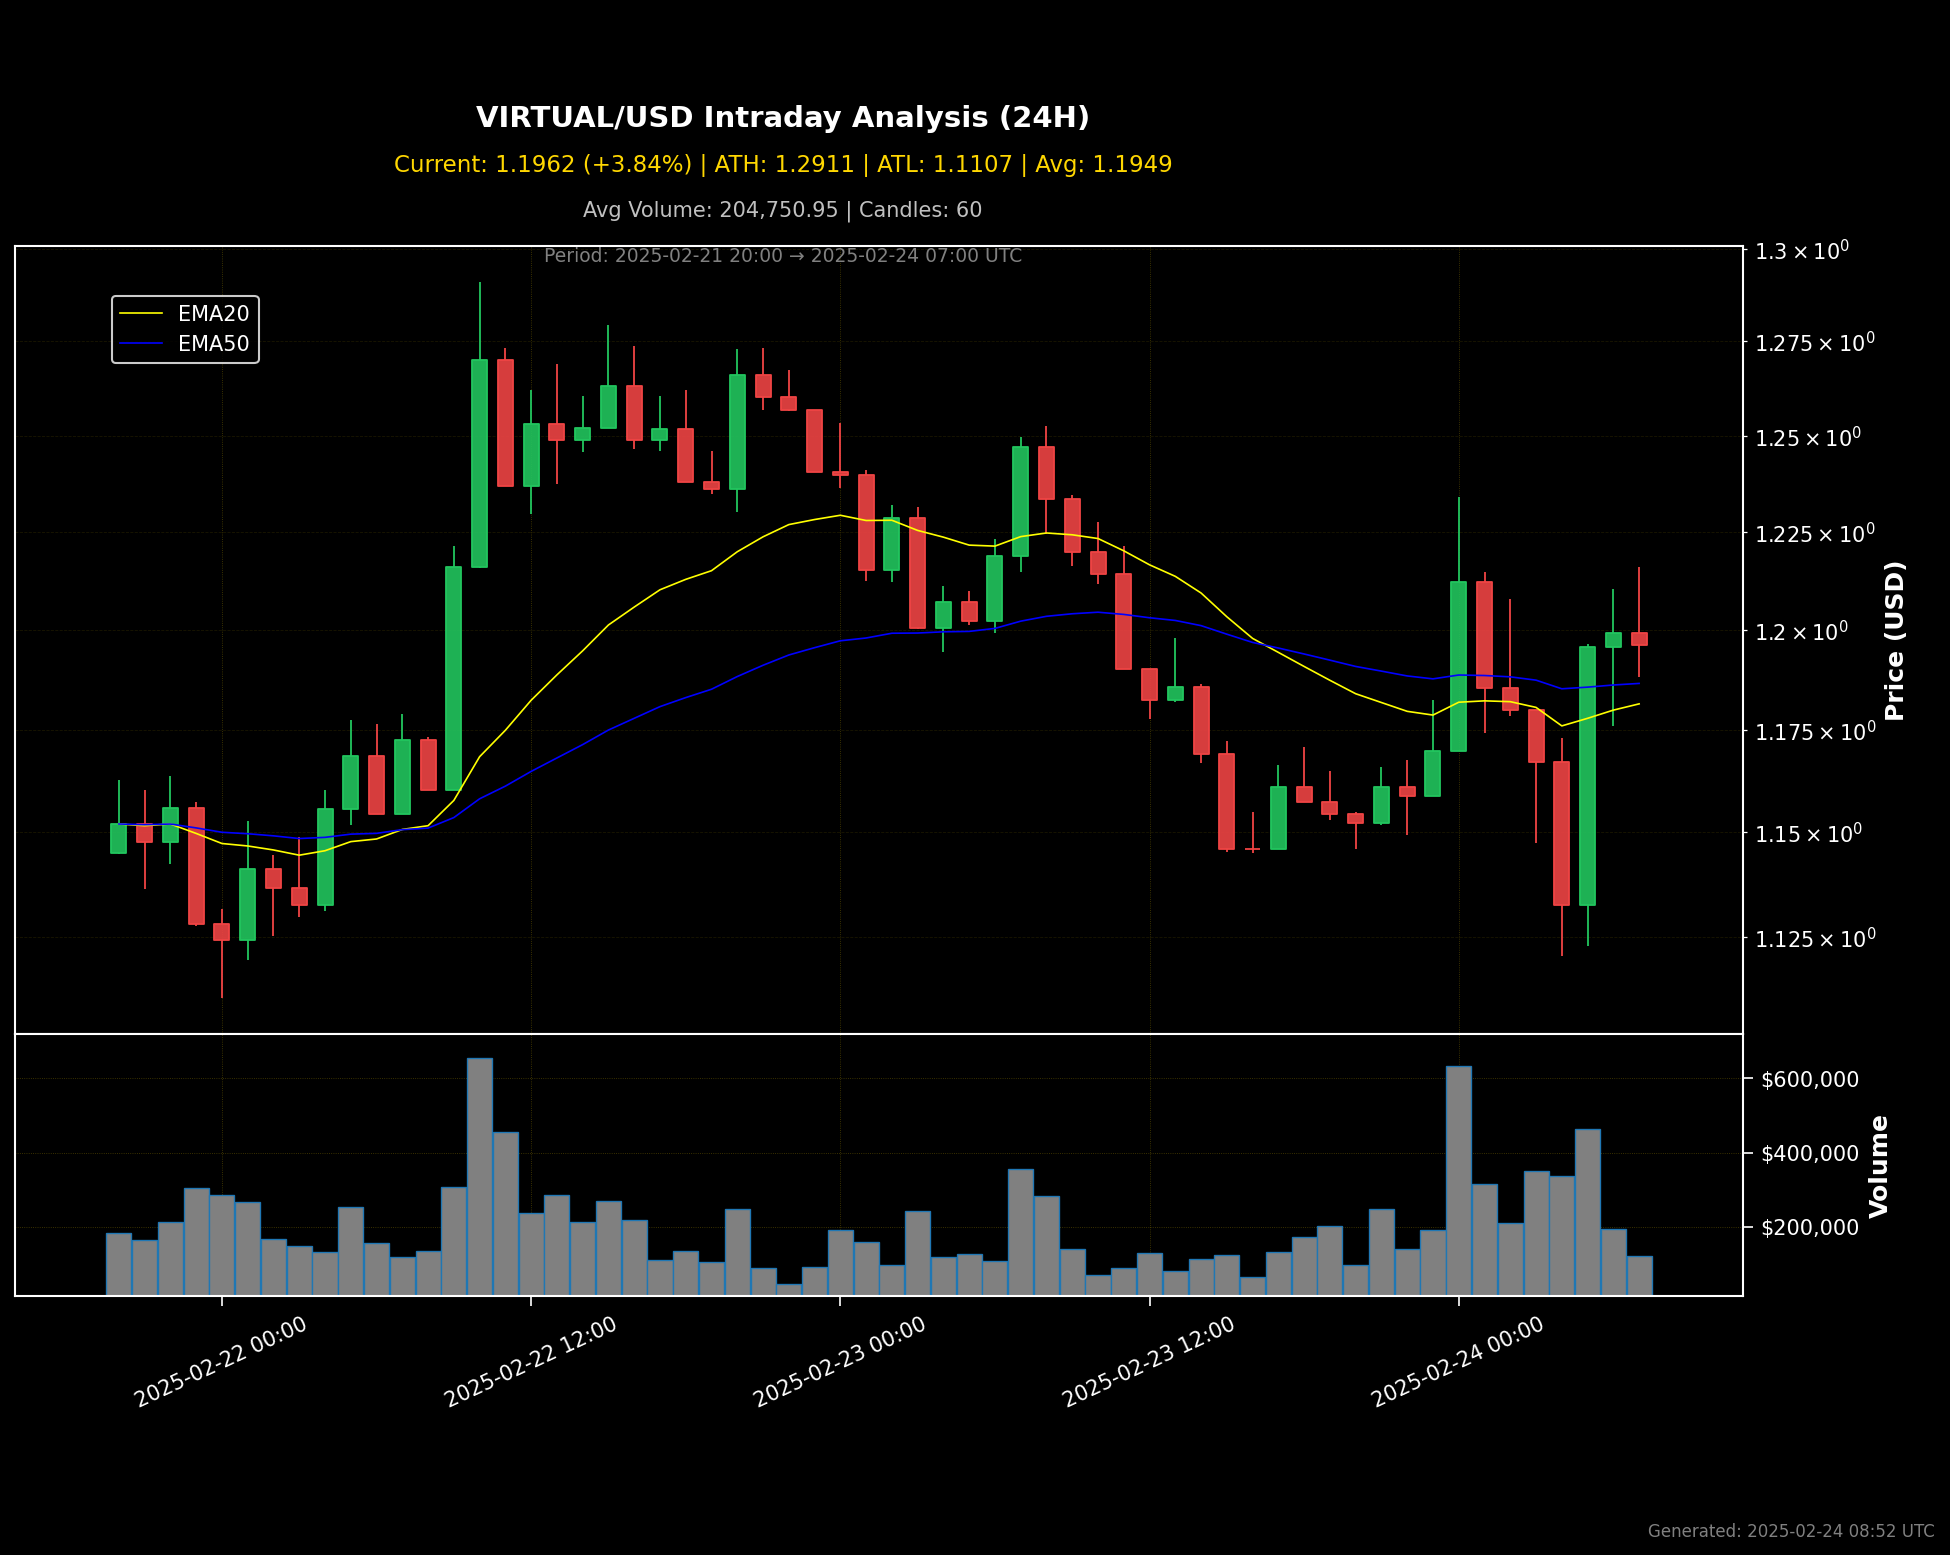 VIRTUAL/USD Intraday Analysis (24H)
Current: 1.1962 (+3.84%) | ATH: 1.2911 | ATL: 1.1107 | Avg: 1.1949
Avg Volume: 204,750.95 | Candles: 60
Period: 2025-02-21 20:00 → 2025-02-24 07:00 UTC
EMA20
EMA50
1.3 × 10⁰
1.275 × 10⁰
1.25 × 10⁰
1.225 × 10⁰
1.2 × 10⁰
1.175 × 10⁰
1.15 × 10⁰
1.125 × 10⁰
Price (USD)
$600,000
$400,000
$200,000
Volume
2025-02-22 00:00
2025-02-22 12:00
2025-02-23 00:00
2025-02-23 12:00
2025-02-24 00:00
Generated: 2025-02-24 08:52 UTC